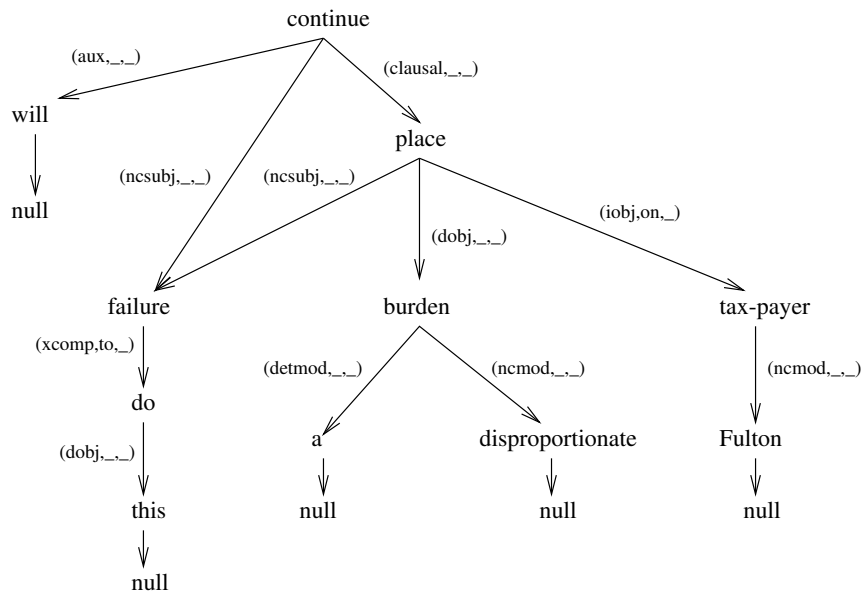 continue
(aux,_,_)
(clausal,_,_)
will
place
(ncsubj,_,_)
(ncsubj,_,_)
null
(iobj,on,_)
(dobj,_,_)
failure
burden
tax-payer
(xcomp,to,_)
(detmod,_,_)
(ncmod,_,_)
(ncmod,_,_)
do
a
disproportionate
Fulton
(dobj,_,_)
this
null
null
null
null